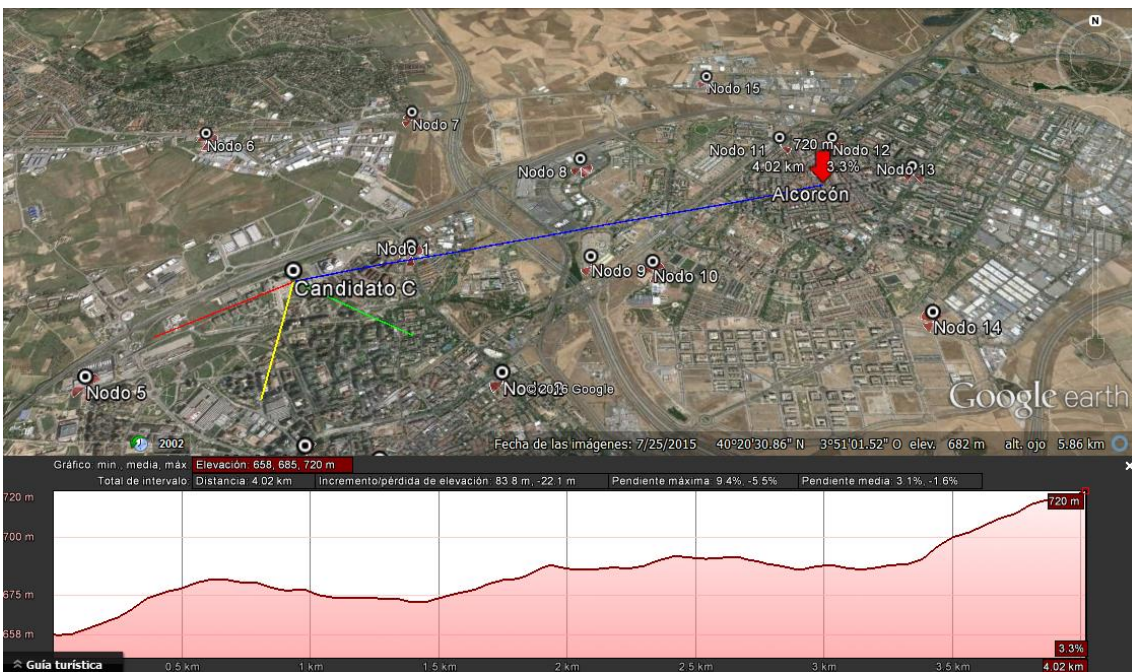 N
Nodo 15
Nodo 7
Nodo 6
Nodo 11
720 m
Nodo 12
4.02 km
3.3%
Nodo 13
Nodo 8
Alcorcón
Nodo 1
Candidato C
Nodo 9
Nodo 10
Nodo 14
Nodo 5
©2016 Google
Google earth
2002
Fecha de las imágenes: 7/25/2015 40°20'30.86" N 3°51'01.52" O elev. 682 m alt. ojo 5.86 km
Gráfico: min., media, máx. Elevación: 658, 685, 720 m
Total de intervalo: Distancia: 4.02 km Incremento/pérdida de elevación: 83.8 m, -22.1 m Pendiente máxima: 9.4%, -5.5% Pendiente media: 3.1%, -1.6%
720 m
720 m
700 m
675 m
658 m
3.3%
Guía turística
0.5 km 1 km 1.5 km 2 km 2.5 km 3 km 3.5 km 4.02 km